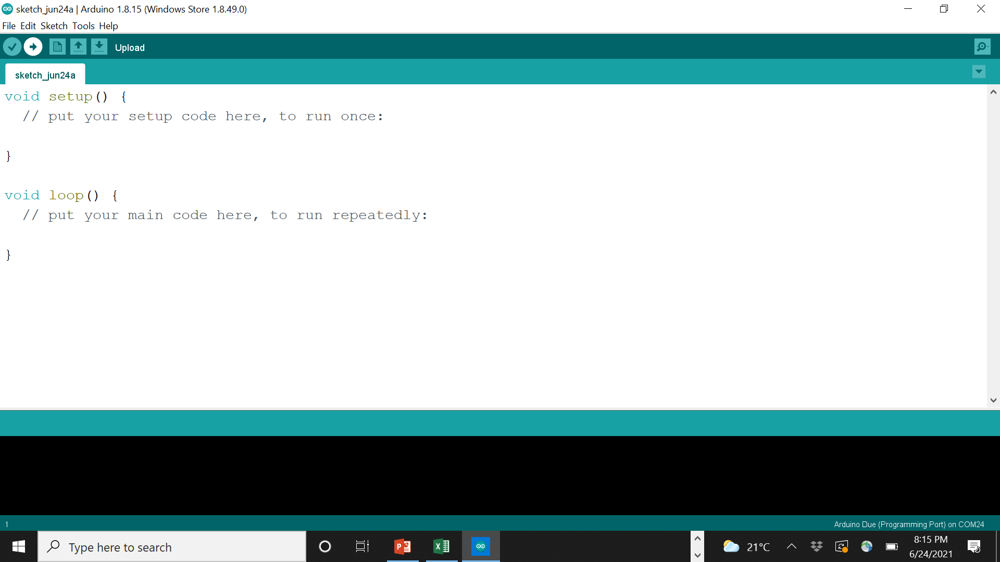 sketch_jun24a | Arduino 1.8.15 (Windows Store 1.8.49.0)
File Edit Sketch Tools Help
Upload
sketch_jun24a
void setup() {
  // put your setup code here, to run once:
}
void loop() {
  // put your main code here, to run repeatedly:
}
1
Arduino Due (Programming Port) on COM24
Type here to search
21°C
8:15 PM
6/24/2021